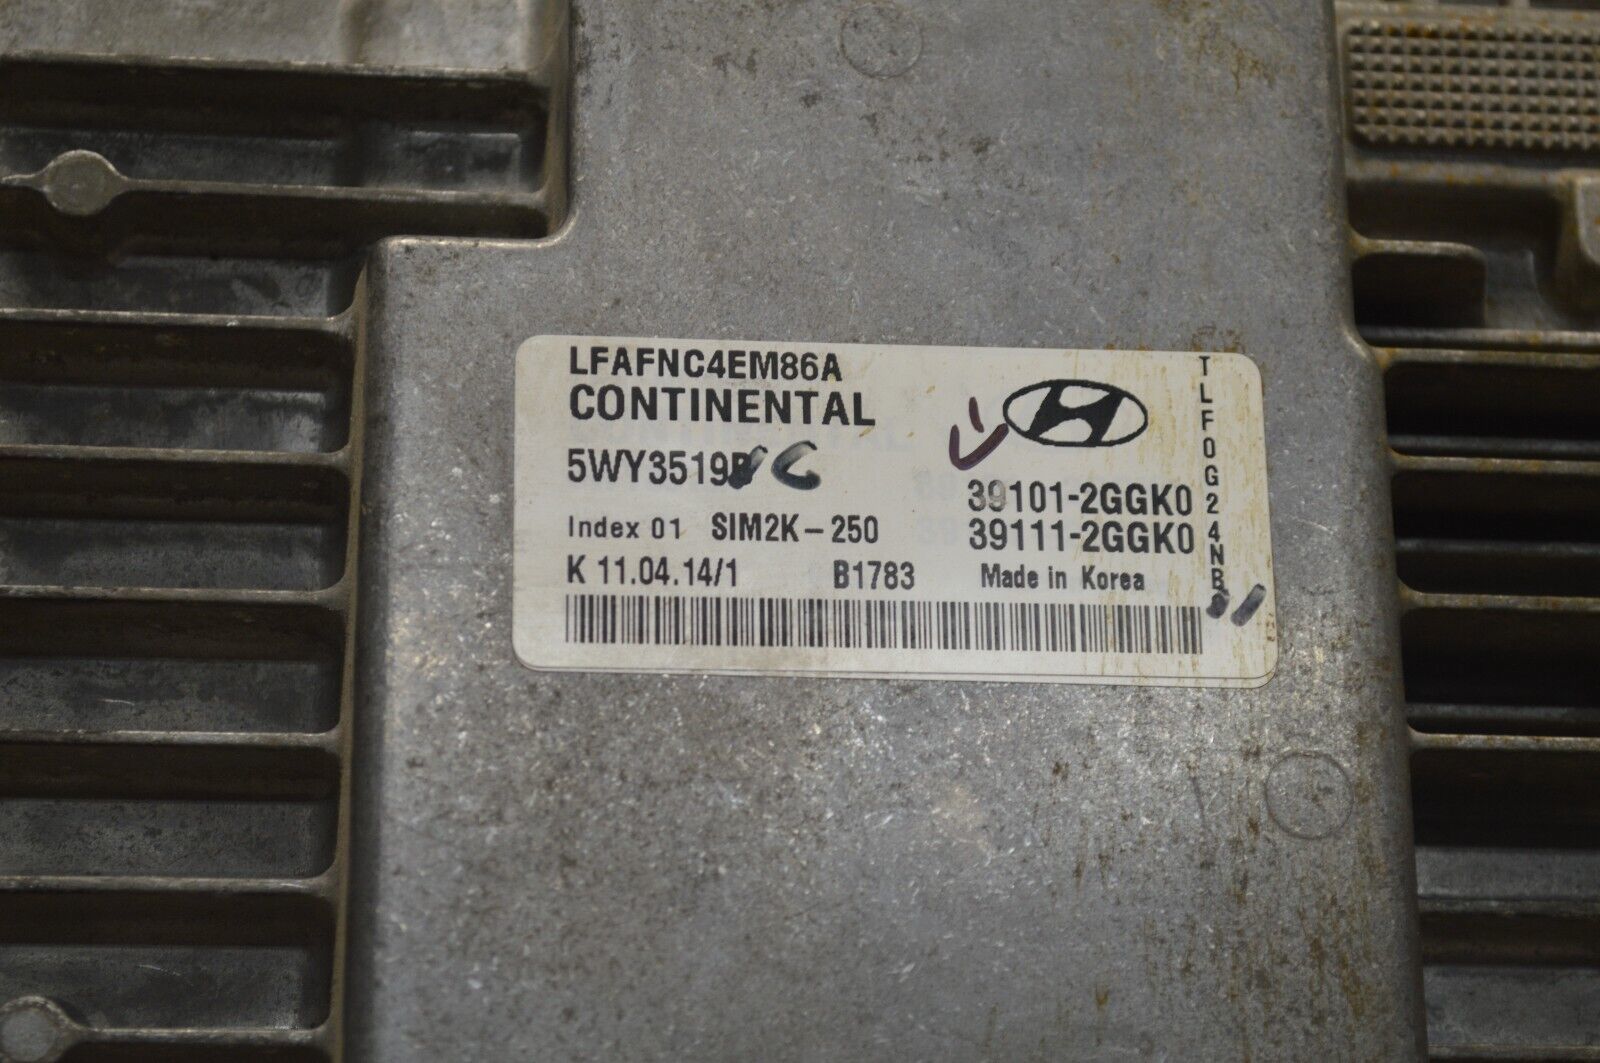 LFAFNC4EM86A
CONTINENTAL
5WY3519 C
39101-2GGK0
Index 01 SIM2K-250
39111-2GGK0
K 11.04.14/1 B1783 Made in Korea
TLF0G24NB